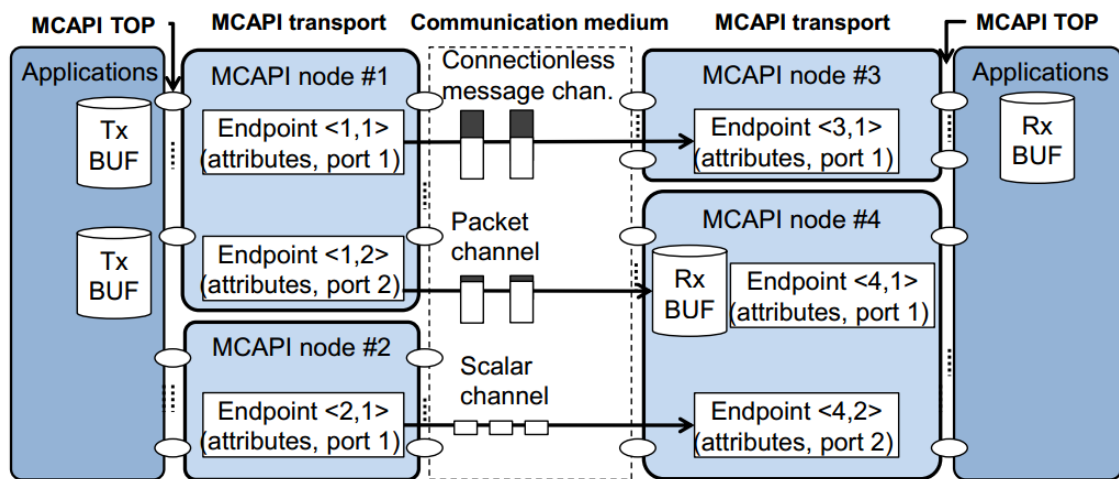 MCAPI TOP
MCAPI transport
Communication medium
MCAPI transport
MCAPI TOP
Applications
Tx
BUF
Tx
BUF
MCAPI node #1
Endpoint <1,1>
(attributes, port 1)
Endpoint <1,2>
(attributes, port 2)
MCAPI node #2
Endpoint <2,1>
(attributes, port 1)
Connectionless
message chan.
Packet
channel
Scalar
channel
MCAPI node #3
Endpoint <3,1>
(attributes, port 1)
MCAPI node #4
Rx
BUF
Endpoint <4,1>
(attributes, port 1)
Endpoint <4,2>
(attributes, port 2)
Applications
Rx
BUF